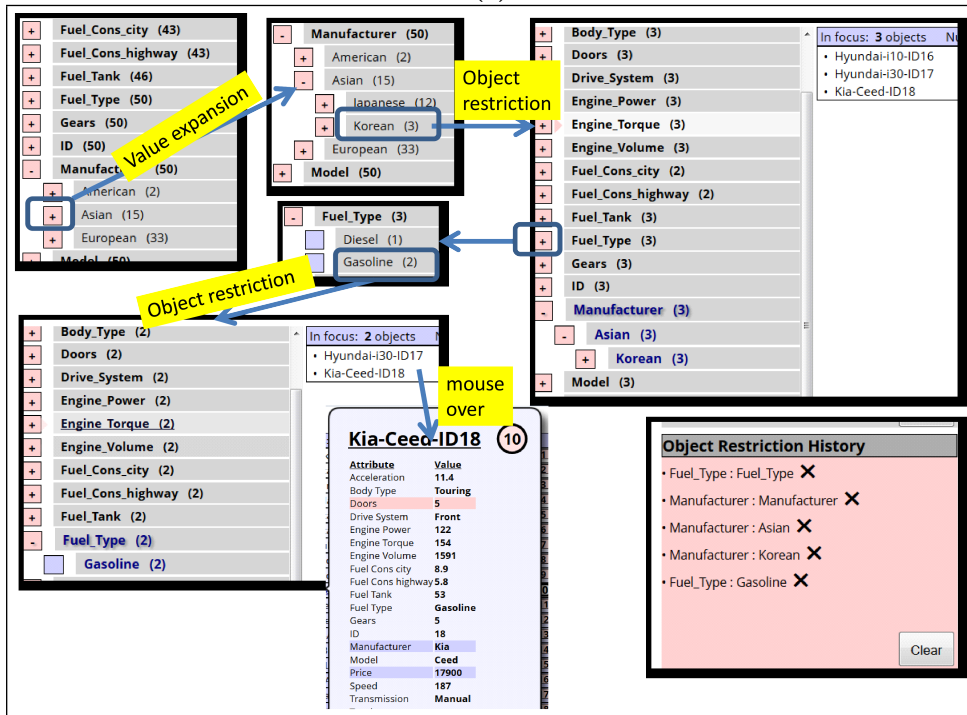 + Fuel_Cons_city (43)
+ Fuel_Cons_highway (43)
+ Fuel_Tank (46)
+ Fuel_Type (50)
+ Gears (50)
+ ID (50)
- Manufact (50)
+ American (2)
+ Asian (15)
+ European (33)
Model (50)
Value expansion
- Manufacturer (50)
+ American (2)
- Asian (15)
+ Japanese (12)
+ Korean (3)
+ European (33)
+ Model (50)
Object
restriction
+ Body_Type (3)
+ Doors (3)
+ Drive_System (3)
+ Engine_Power (3)
+ Engine_Torque (3)
+ Engine_Volume (3)
+ Fuel_Cons_city (2)
+ Fuel_Cons_highway (2)
+ Fuel_Tank (3)
+ Fuel_Type (3)
+ Gears (3)
+ ID (3)
- Manufacturer (3)
- Asian (3)
+ Korean (3)
+ Model (3)
In focus: 3 objects Nu
• Hyundai-i10-ID16
• Hyundai-i30-ID17
• Kia-Ceed-ID18
- Fuel_Type (3)
Diesel (1)
Gasoline (2)
Object restriction
+ Body_Type (2)
+ Doors (2)
+ Drive_System (2)
+ Engine_Power (2)
+ Engine_Torque (2)
+ Engine_Volume (2)
+ Fuel_Cons_city (2)
+ Fuel_Cons_highway (2)
+ Fuel_Tank (2)
- Fuel_Type (2)
Gasoline (2)
In focus: 2 objects N
• Hyundai-i30-ID17
• Kia-Ceed-ID18
mouse
over
Kia-Ceed-ID18 10
Attribute Value
Acceleration 11.4
Body Type Touring
Doors 5
Drive System Front
Engine Power 122
Engine Torque 154
Engine Volume 1591
Fuel Cons city 8.9
Fuel Cons highway 5.8
Fuel Tank 53
Fuel Type Gasoline
Gears 5
ID 18
Manufacturer Kia
Model Ceed
Price 17900
Speed 187
Transmission Manual
Object Restriction History
• Fuel_Type : Fuel_Type ✕
• Manufacturer : Manufacturer ✕
• Manufacturer : Asian ✕
• Manufacturer : Korean ✕
• Fuel_Type : Gasoline ✕
Clear